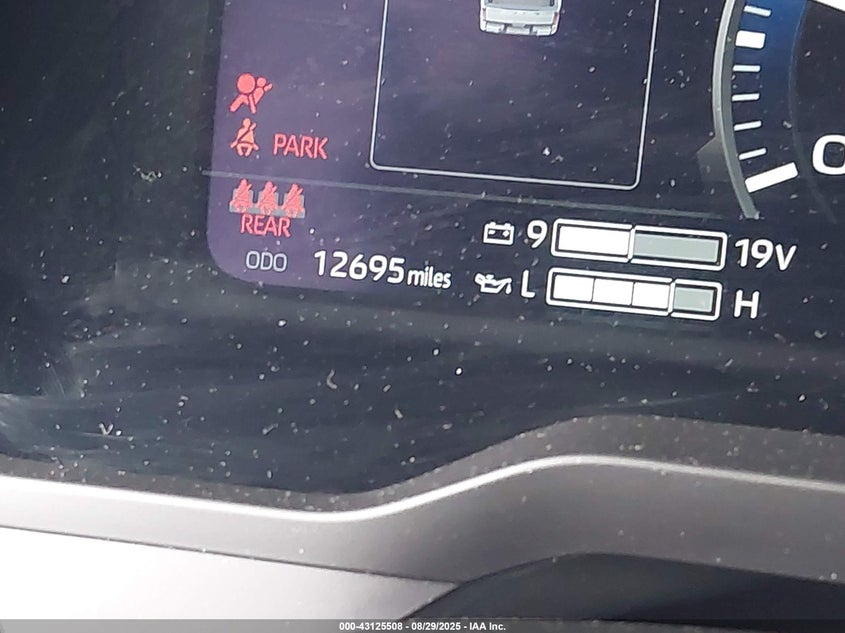 PARK
REAR
ODO 12695 miles
9 19V
L H
000-43125508 - 08/29/2025 - IAA Inc.